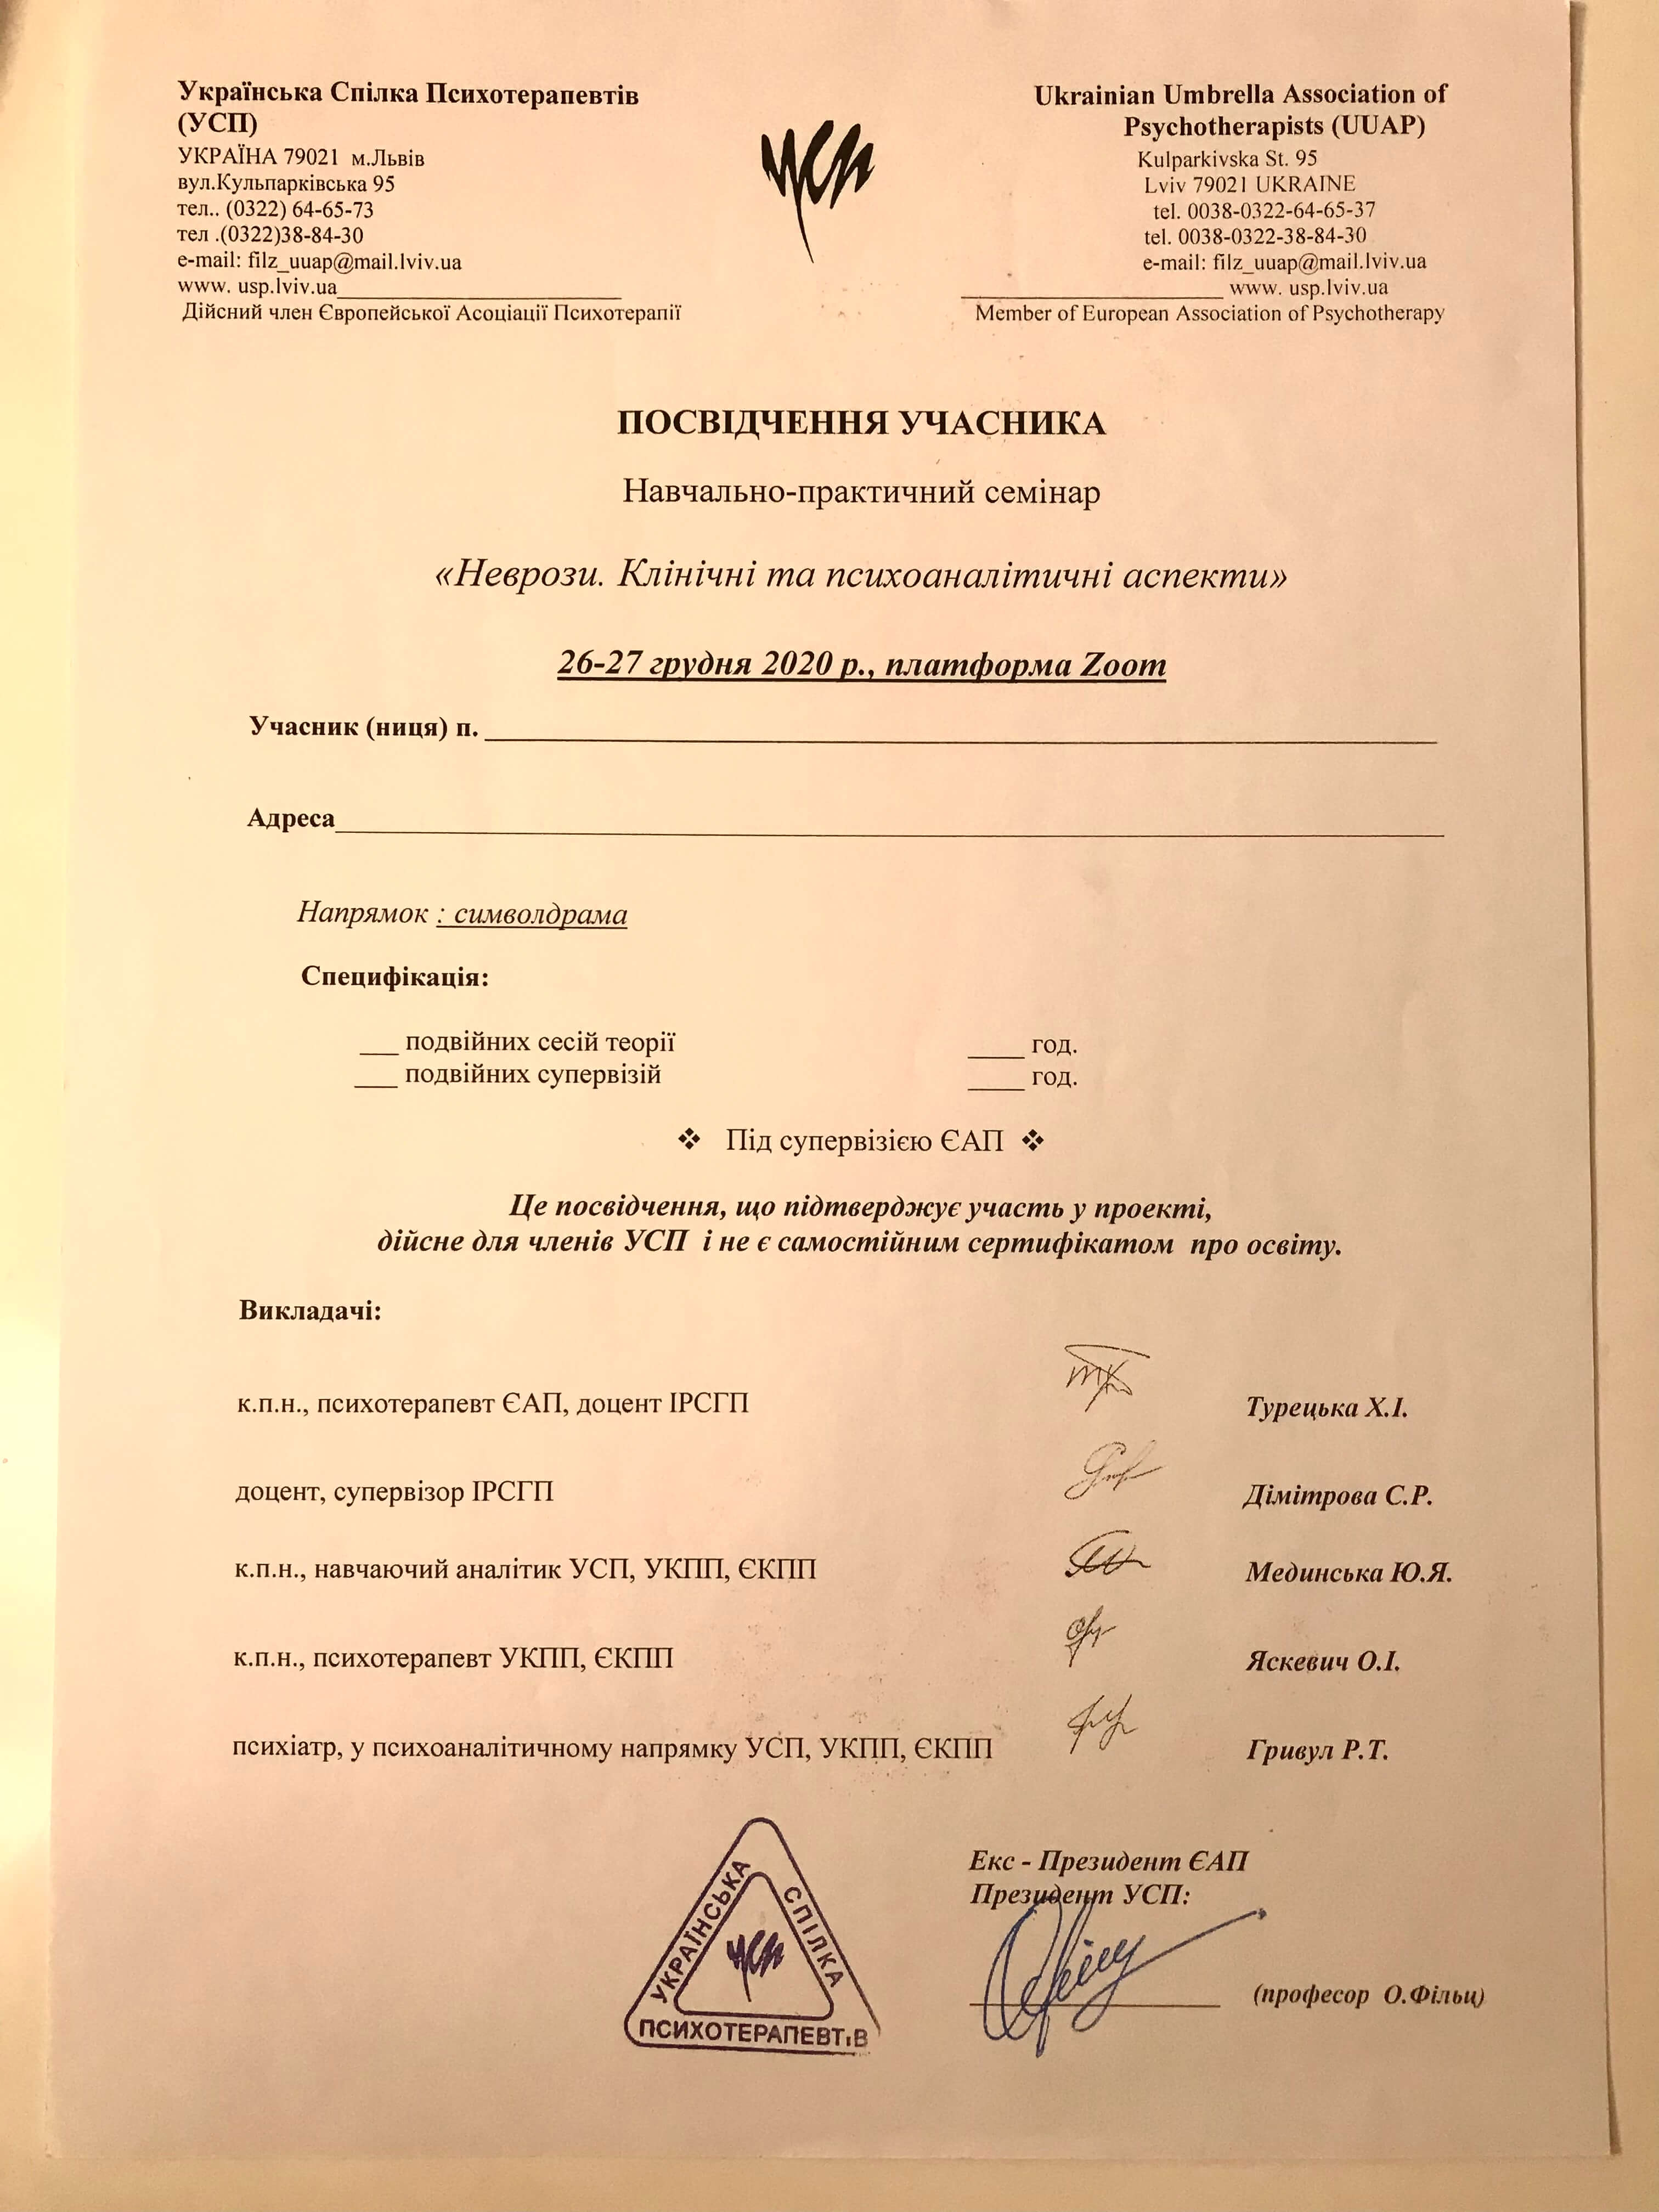 Українська Спілка Психотерапевтів
(УСП)
УКРАЇНА 79021 м.Львів
вул.Кульпарківська 95
тел.. (0322) 64-65-73
тел .(0322)38-84-30
e-mail: filz_uuap@mail.lviv.ua
www. usp.lviv.ua
Дійсний член Європейської Асоціації Психотерапії
усп
Ukrainian Umbrella Association of
Psychotherapists (UUAP)
Kulparkivska St. 95
Lviv 79021 UKRAINE
tel. 0038-0322-64-65-37
tel. 0038-0322-38-84-30
e-mail: filz_uuap@mail.lviv.ua
www. usp.lviv.ua
Member of European Association of Psychotherapy
ПОСВІДЧЕННЯ УЧАСНИКА
Навчально-практичний семінар
«Неврози. Клінічні та психоаналітичні аспекти»
26-27 грудня 2020 р., платформа Zoom
Учасник (ниця) п.
Адреса
Напрямок : символдрама
Специфікація:
___ подвійних сесій теорії ____ год.
___ подвійних супервізій ____ год.
❖ Під супервізією ЄАП ❖
Це посвідчення, що підтверджує участь у проекті,
дійсне для членів УСП і не є самостійним сертифікатом про освіту.
Викладачі:
к.п.н., психотерапевт ЄАП, доцент ІРСГП Турецька Х.І.
доцент, супервізор ІРСГП Дімітрова С.Р.
к.п.н., навчаючий аналітик УСП, УКПП, ЄКПП Мединська Ю.Я.
к.п.н., психотерапевт УКПП, ЄКПП Яскевич О.І.
психіатр, у психоаналітичному напрямку УСП, УКПП, ЄКПП Гривул Р.Т.
Екс - Президент ЄАП
Президент УСП:
(професор О.Фільц)
УКРАЇНСЬКА СПІЛКА
усп
ПСИХОТЕРАПЕВТІВ